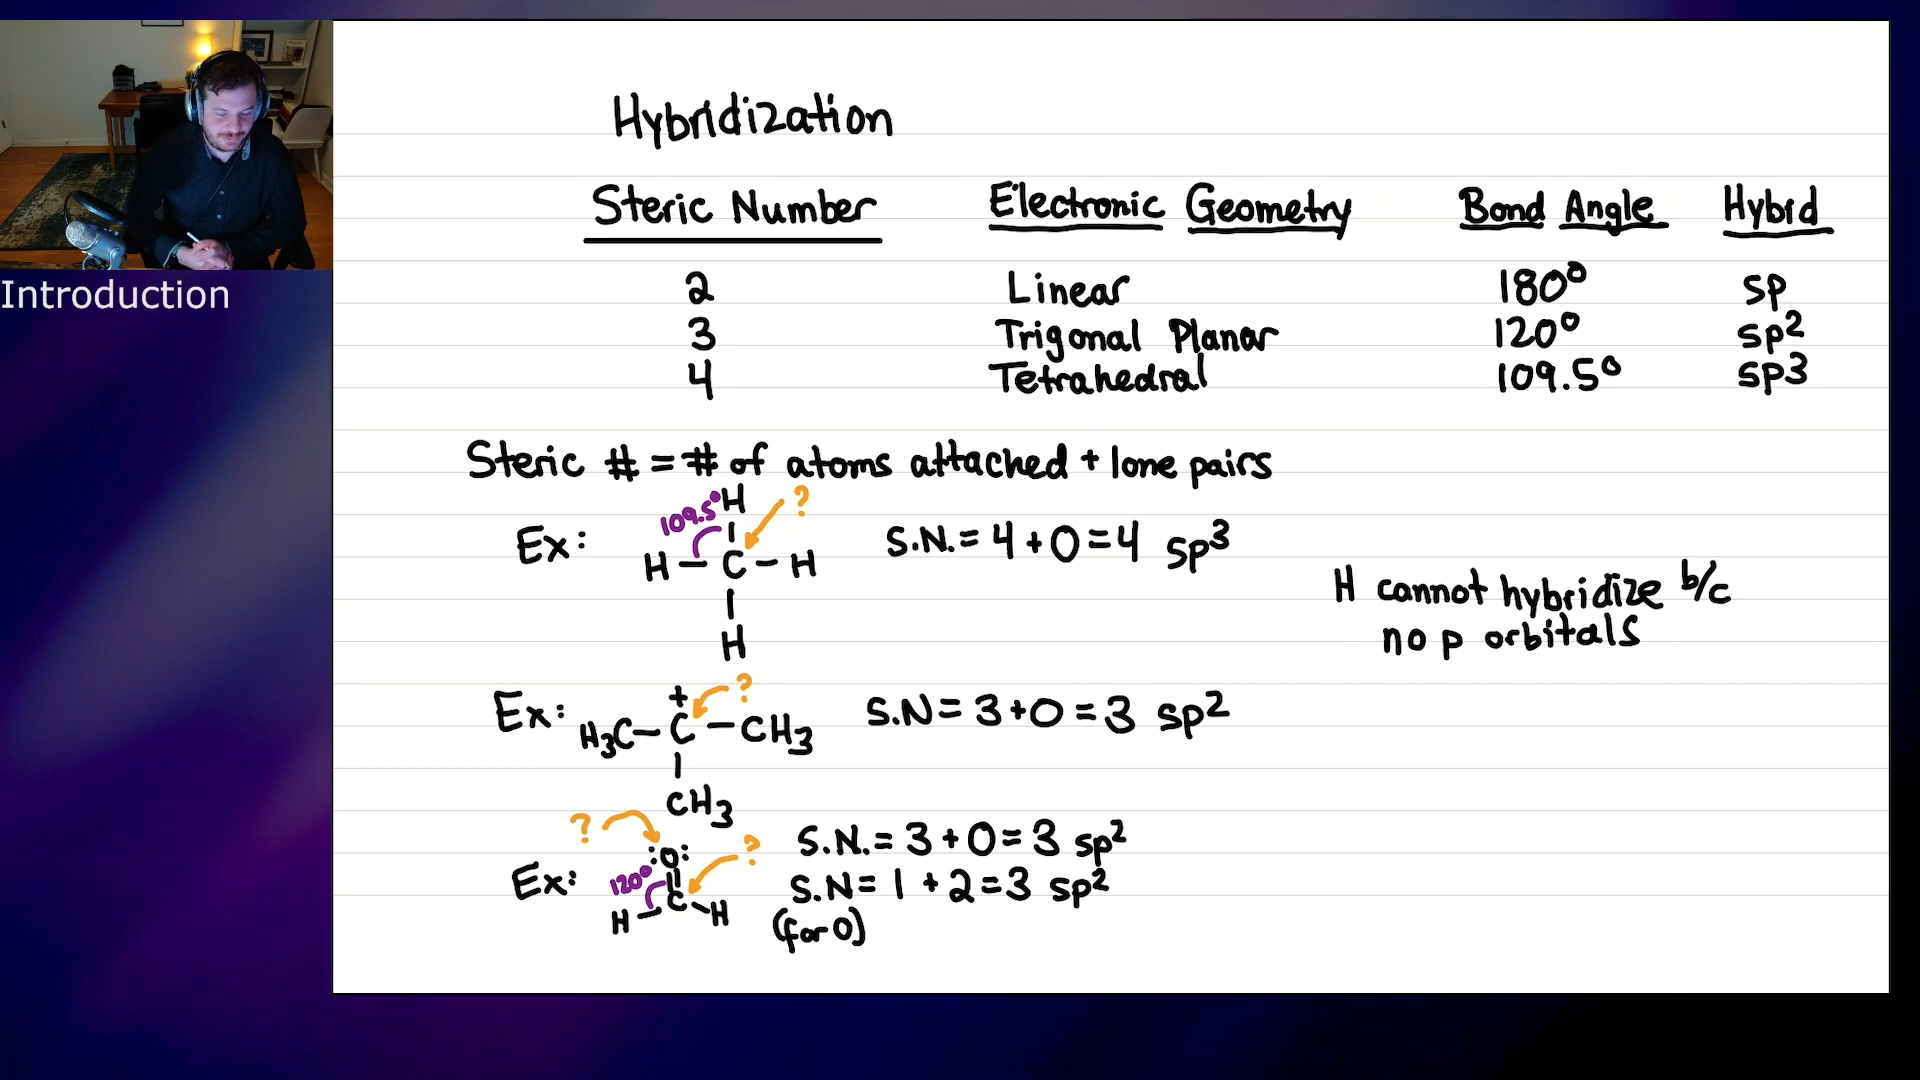 Introduction
Hybridization
Steric Number Electronic Geometry Bond Angle Hybrid
2 Linear 180° sp
3 Trigonal Planar 120° sp2
4 Tetrahedral 109.5° sp3
Steric # = # of atoms attached + lone pairs
109.5° H ?
Ex: H - C - H S.N. = 4 + 0 = 4 sp3
H
H cannot hybridize b/c
no p orbitals
+ ?
Ex: H3C - C - CH3 S.N = 3 + 0 = 3 sp2
CH3
? :O: ? S.N. = 3 + 0 = 3 sp2
Ex: 120° H - C - H S.N = 1 + 2 = 3 sp2
(for O)